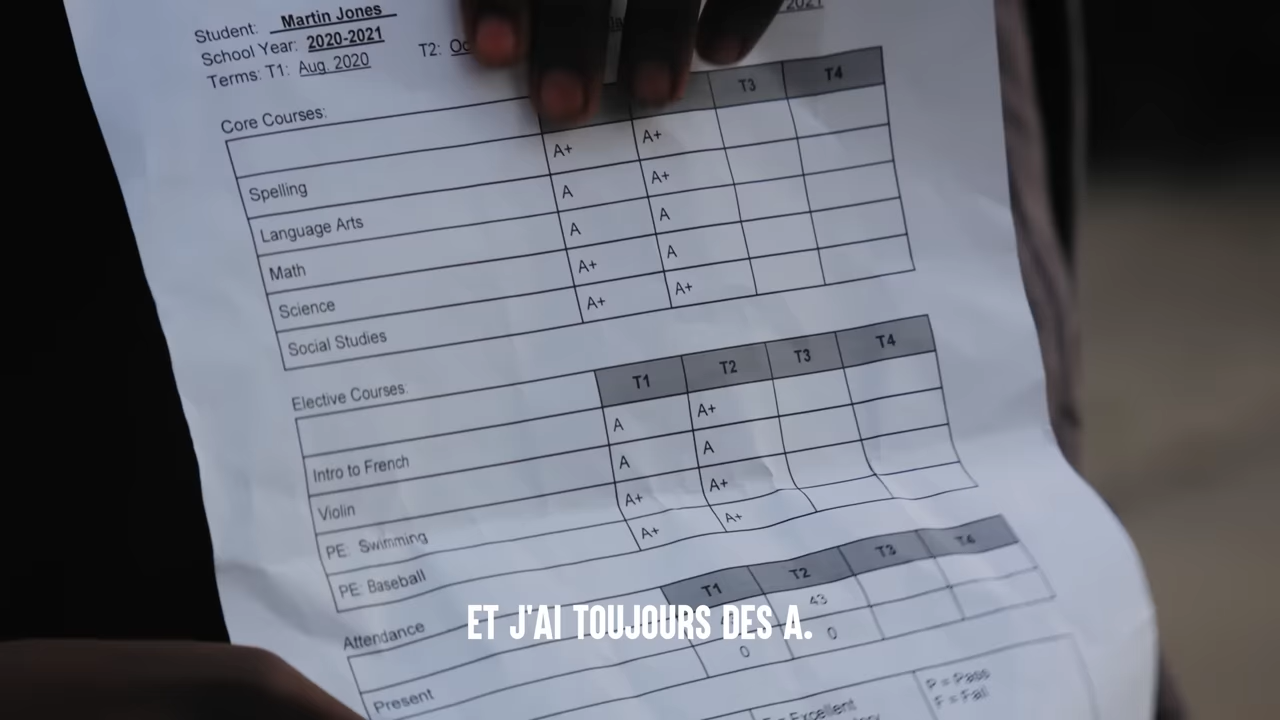 Student: Martin Jones
School Year: 2020-2021
Terms: T1: Aug. 2020 T2: 2021
Core Courses:
T3 T4
A+ A+
Spelling A A+
Language Arts A A
Math A+ A
Science A+ A+
Social Studies
Elective Courses:
T1 T2 T3 T4
A A+
Intro to French A A
Violin A+ A+
PE: Swimming A+ A+
PE: Baseball
Attendance
T1 T2 T3 T4
43
Present 0 0
= Excellent
P = Pass
F = Fail
ET J'AI TOUJOURS DES A.